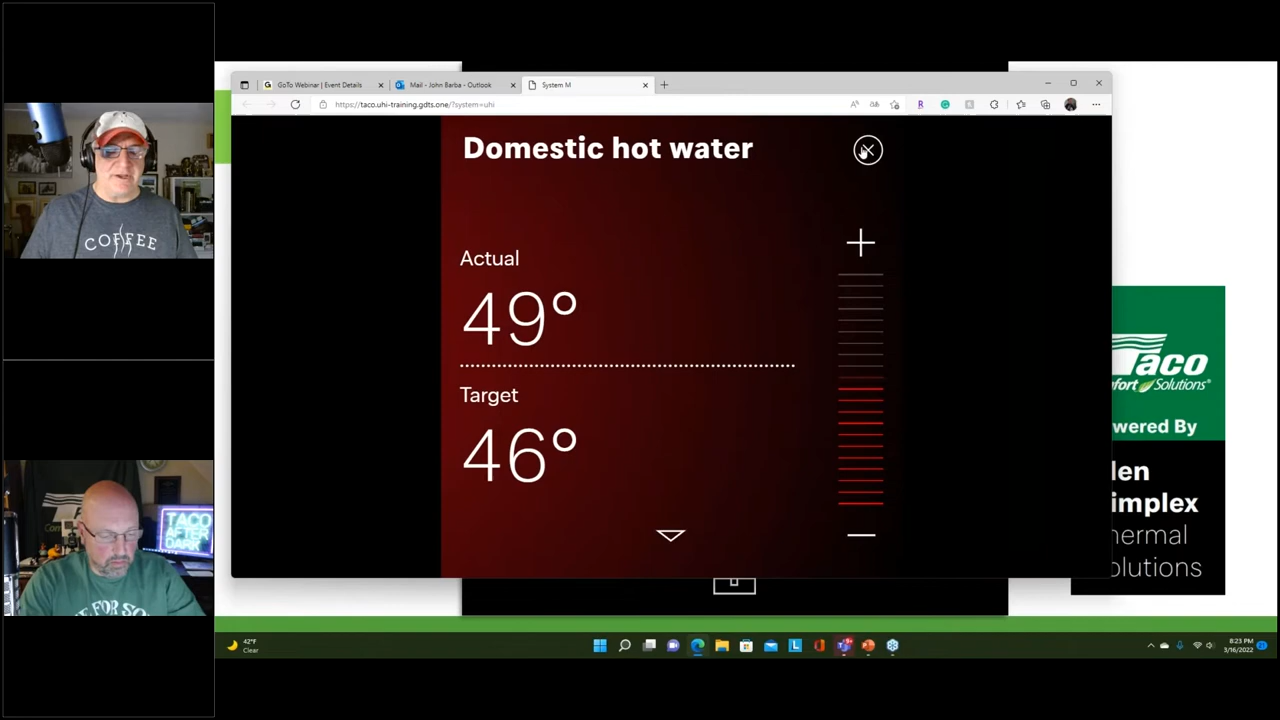 COFFEE
TACO
AFTER
DARK
GoTo Webinar | Event Details
Mail - John Barba - Outlook
System M
https://taco.uhi-training.gdts.one/?system=uhi
Domestic hot water
Actual
49°
Target
46°
Taco
mfort Solutions®
wered By
len
implex
hermal
olutions
42°F
Clear
8:23 PM
3/16/2022